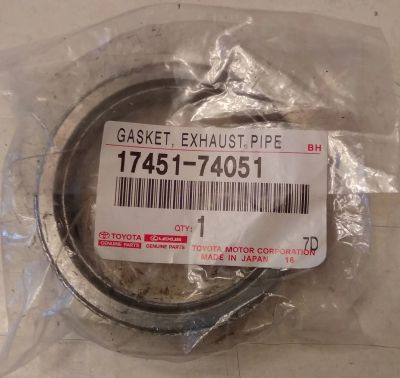 GASKET, EXHAUST PIPE
BH
17451-74051
QTY: 1
7D
TOYOTA GENUINE PARTS
LEXUS GENUINE PARTS
TOYOTA MOTOR CORPORATION
MADE IN JAPAN 16